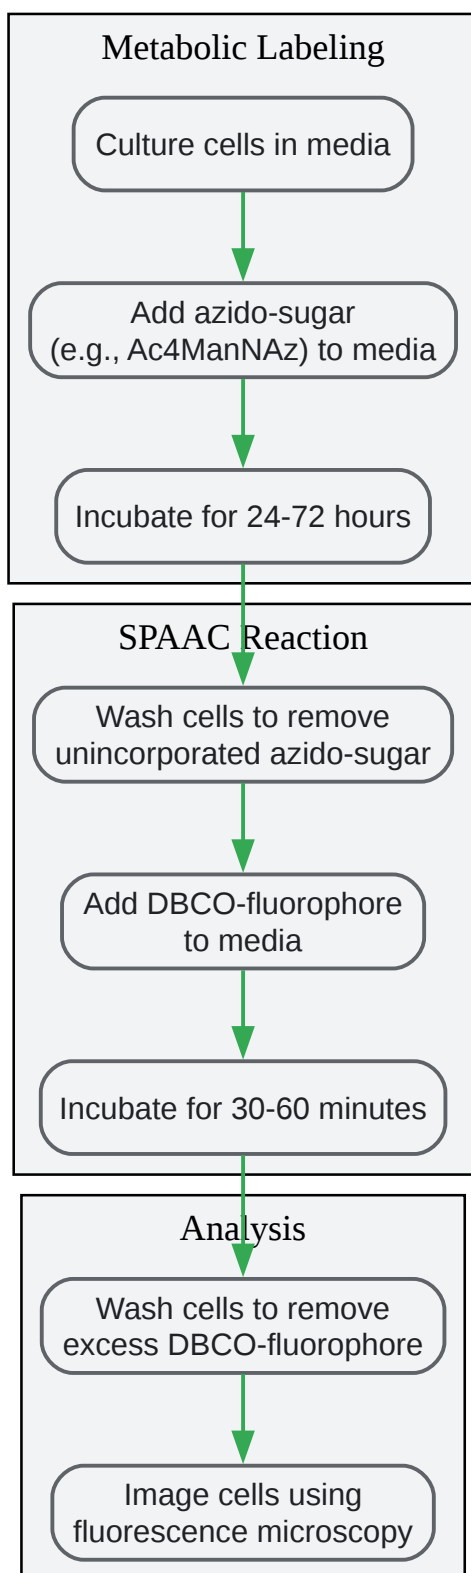 Metabolic Labeling
Culture cells in media
Add azido-sugar
(e.g., Ac4ManNAz) to media
Incubate for 24-72 hours
SPAAC Reaction
Wash cells to remove
unincorporated azido-sugar
Add DBCO-fluorophore
to media
Incubate for 30-60 minutes
Analysis
Wash cells to remove
excess DBCO-fluorophore
Image cells using
fluorescence microscopy